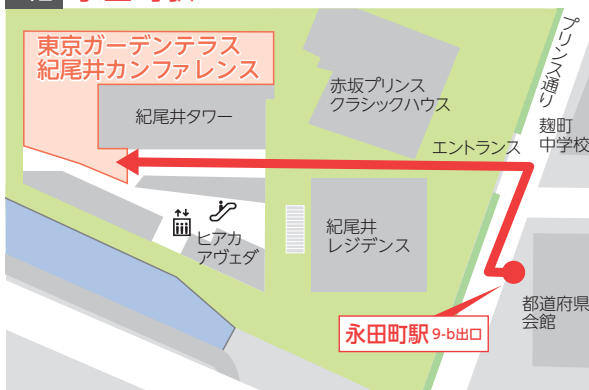 東京ガーデンテラス
紀尾井カンファレンス
紀尾井タワー
赤坂プリンス
クラシックハウス
プリンス通り
麹町
中学校
エントランス
ヒアカ
アヴェダ
紀尾井
レジデンス
永田町駅 9-b出口
都道府県
会館